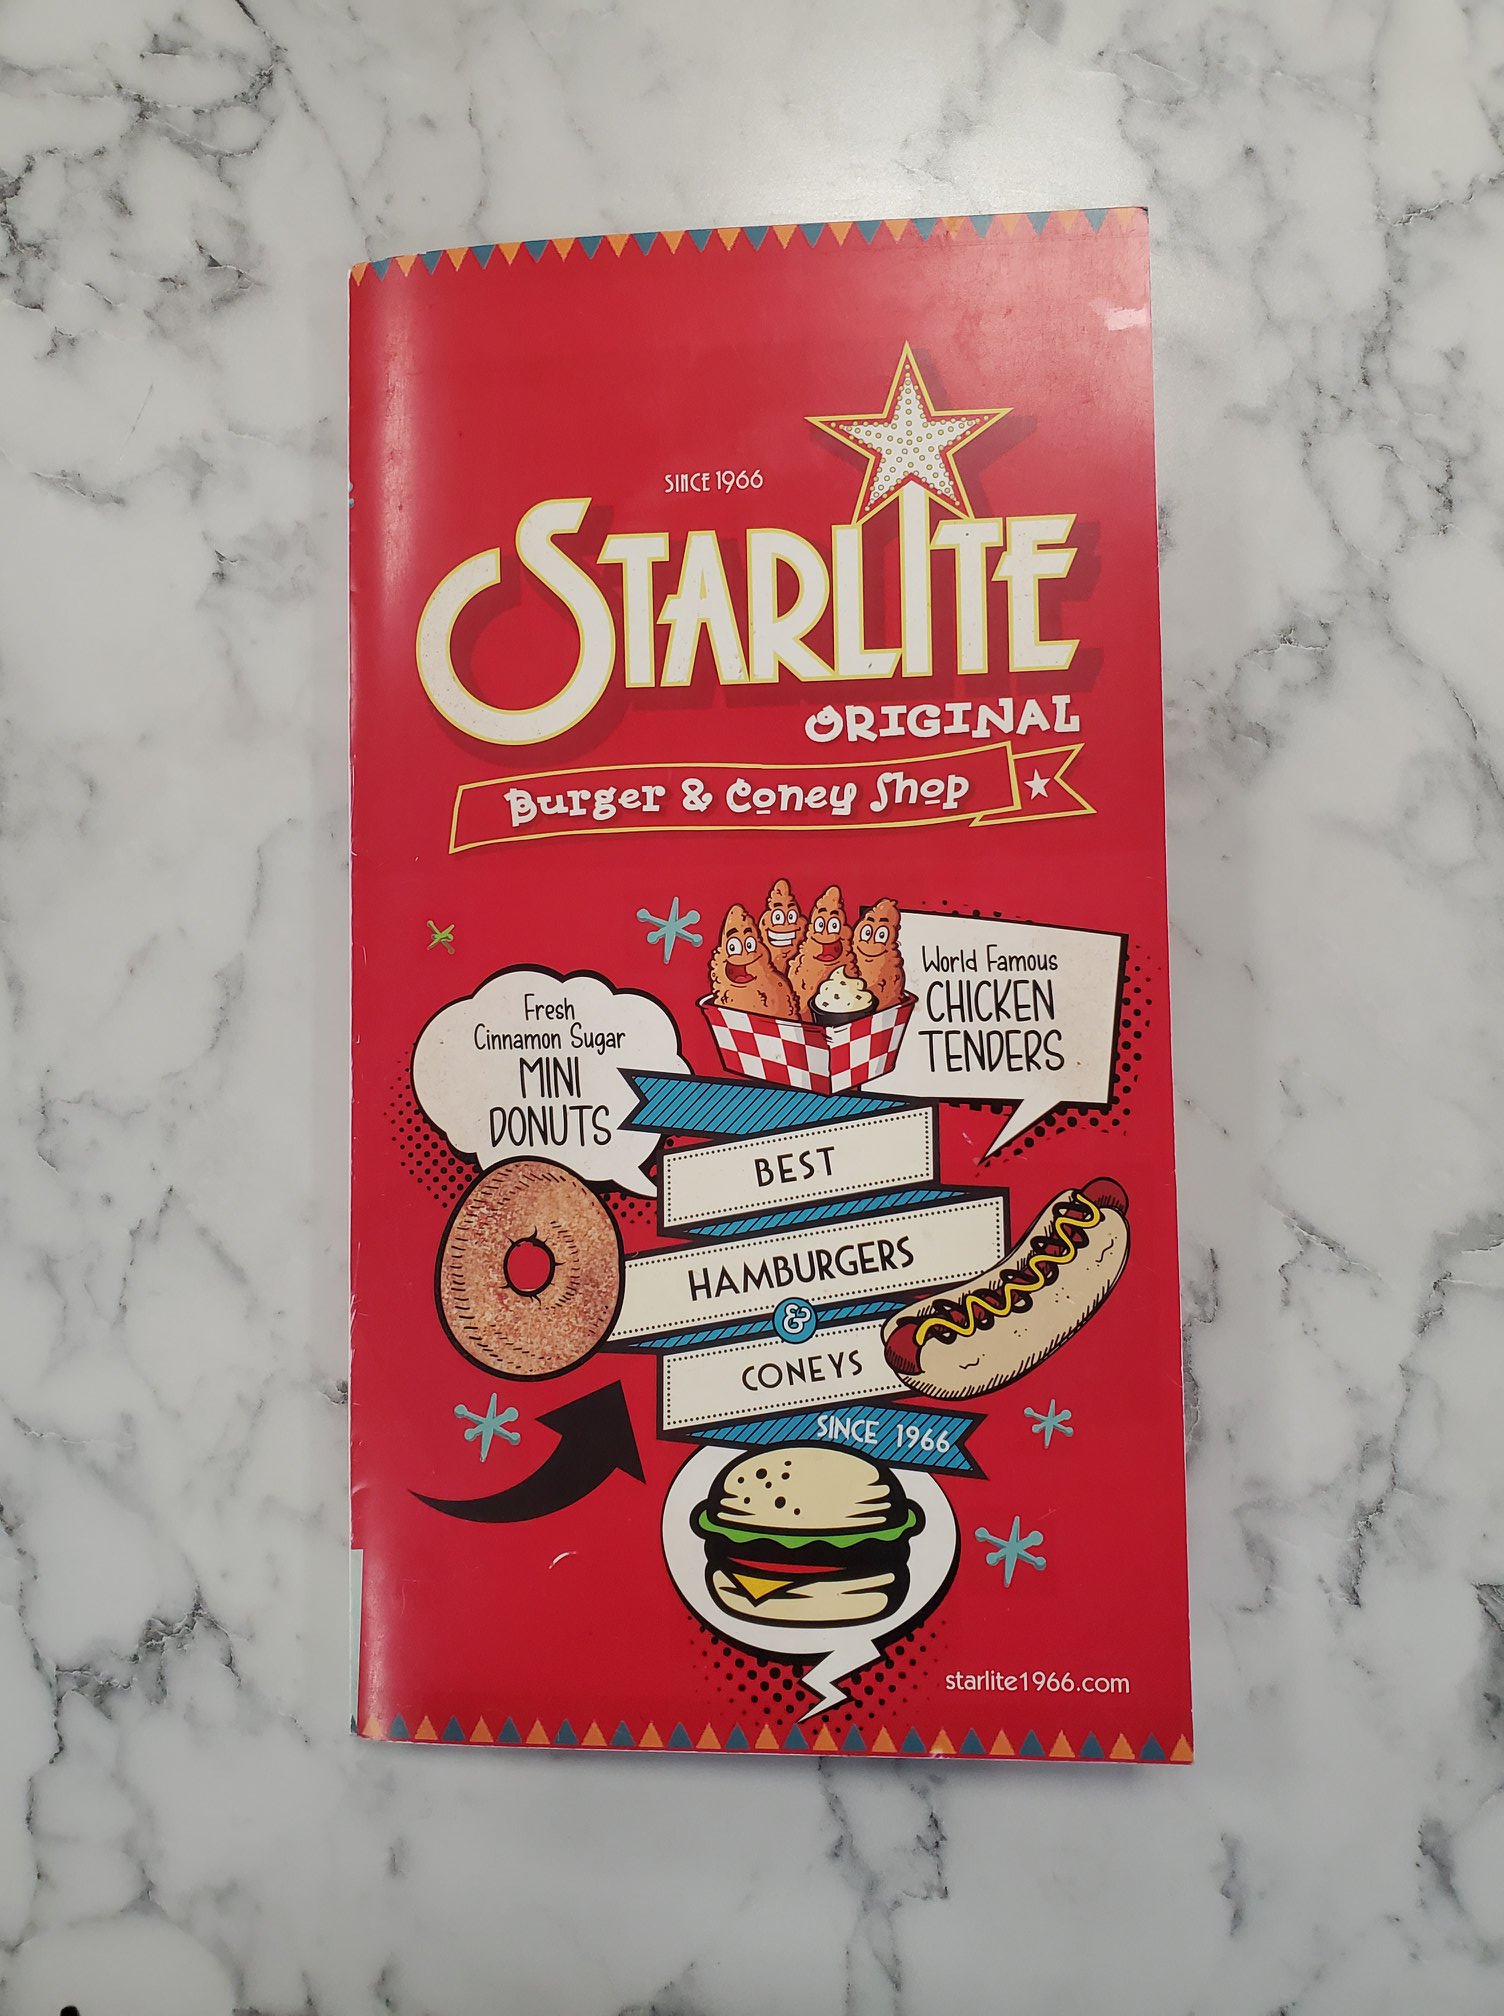 SINCE 1966
STARLITE
ORIGINAL
Burger & Coney Shop
World Famous
CHICKEN
TENDERS
Fresh
Cinnamon Sugar
MINI
DONUTS
BEST
HAMBURGERS
&
CONEYS
SINCE 1966
starlite1966.com